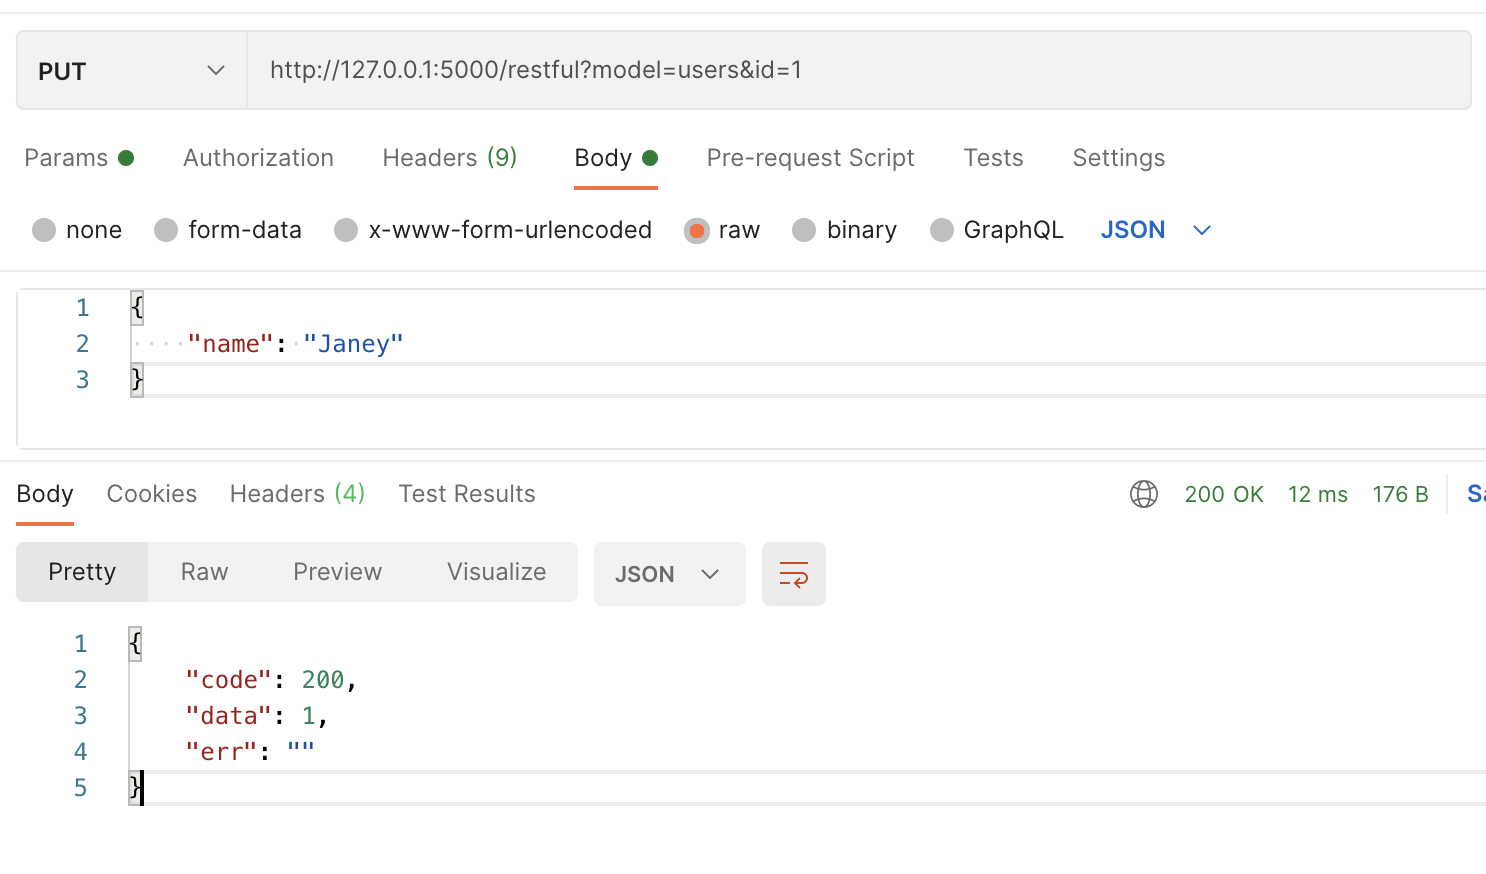 PUT http://127.0.0.1:5000/restful?model=users&id=1
Params Authorization Headers (9) Body Pre-request Script Tests Settings
none form-data x-www-form-urlencoded raw binary GraphQL JSON
1 {
2 "name": "Janey"
3 }
Body Cookies Headers (4) Test Results 200 OK 12 ms 176 B
Pretty Raw Preview Visualize JSON
1 {
2 "code": 200,
3 "data": 1,
4 "err": ""
5 }